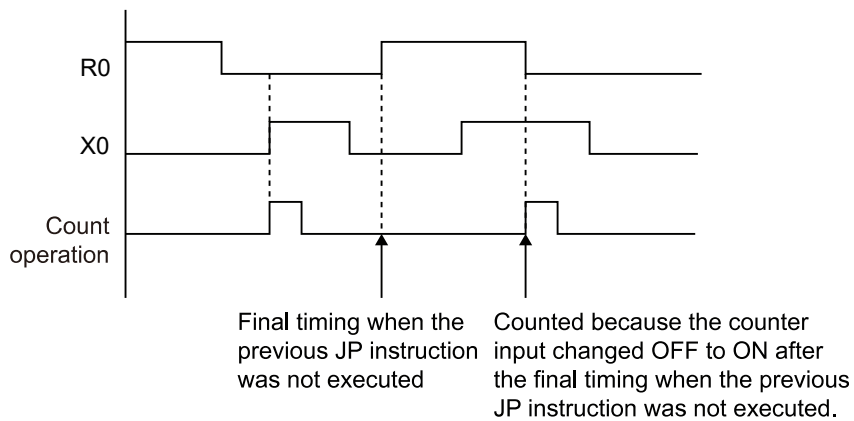 R0
X0
Count
operation
Final timing when the
previous JP instruction
was not executed
Counted because the counter
input changed OFF to ON after
the final timing when the previous
JP instruction was not executed.